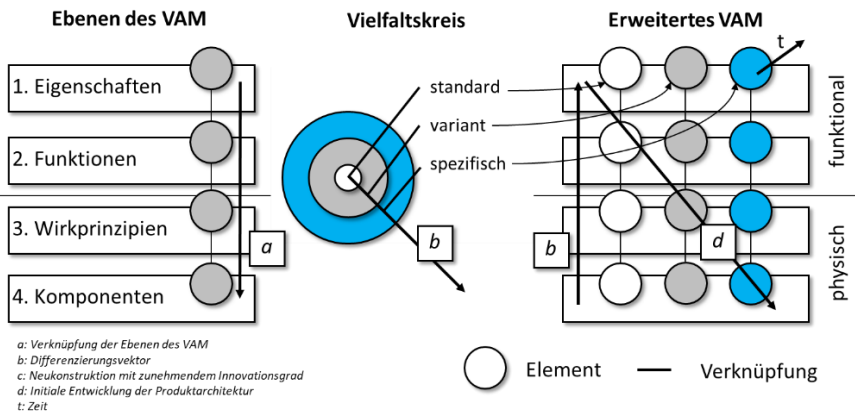 Ebenen des VAM
1. Eigenschaften
2. Funktionen
3. Wirkprinzipien
4. Komponenten
a
Vielfaltskreis
standard
variant
spezifisch
b
Erweitertes VAM
t
b
d
funktional
physisch
a: Verknüpfung der Ebenen des VAM
b: Differenzierungsvektor
c: Neukonstruktion mit zunehmendem Innovationsgrad
d: Initiale Entwicklung der Produktarchitektur
t: Zeit
Element
Verknüpfung